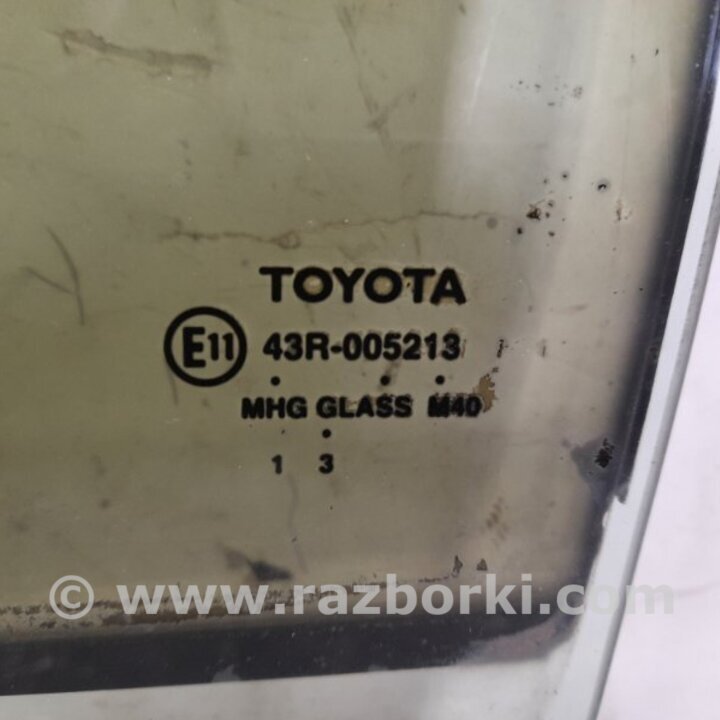 TOYOTA
E11 43R-005213
MHG GLASS M40
1 3
© www.razborki.com